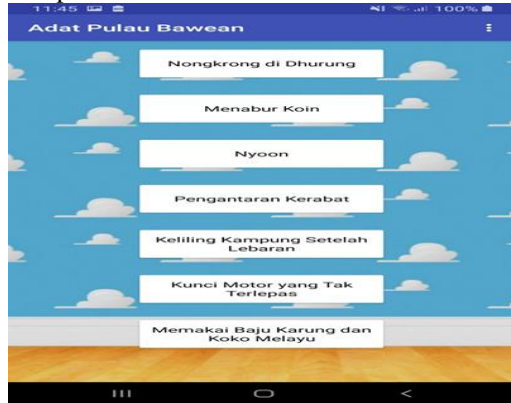 11:45 100%
Adat Pulau Bawean
Nongkrong di Dhurung
Menabur Koin
Nyoon
Pengantaran Kerabat
Keliling Kampung Setelah
Lebaran
Kunci Motor yang Tak
Terlepas
Memakai Baju Karung dan
Koko Melayu